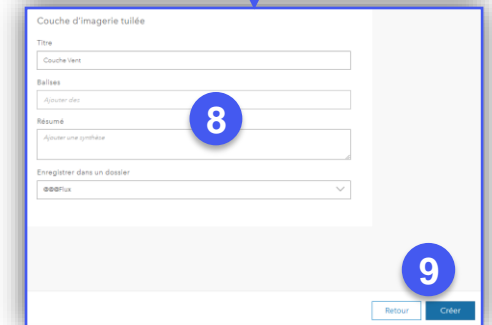 Couche d'imagerie tuilée
Titre
Couche Vent
Balises
Ajouter des
Résumé
Ajouter une synthèse
8
Enregistrer dans un dossier
@@@Flux
9
Retour
Créer